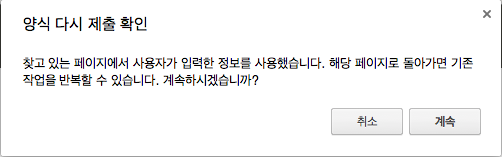 양식 다시 제출 확인
찾고 있는 페이지에서 사용자가 입력한 정보를 사용했습니다. 해당 페이지로 돌아가면 기존
작업을 반복할 수 있습니다. 계속하시겠습니까?
취소
계속